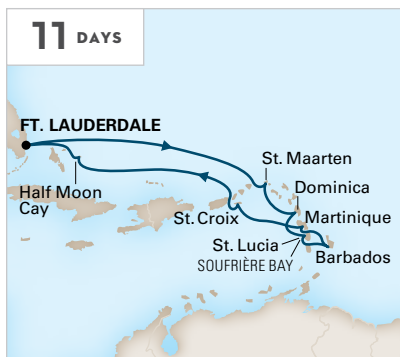 11 DAYS
FT. LAUDERDALE
St. Maarten
Dominica
Half Moon
Cay
St. Croix
Martinique
St. Lucia
SOUFRIÈRE BAY
Barbados